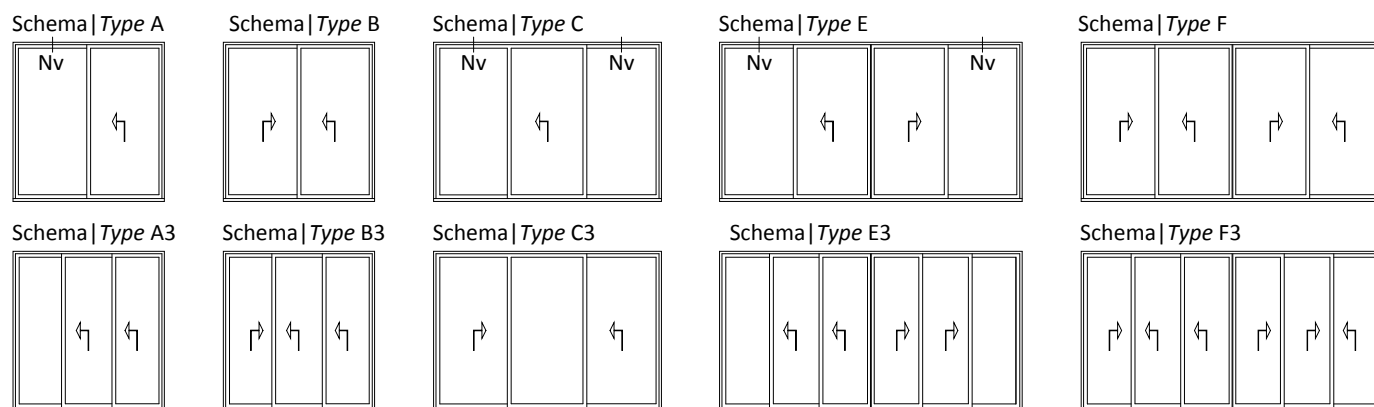 Schema|Type A
Schema|Type B
Schema|Type C
Schema|Type E
Schema|Type F
Nv
Nv
Nv
Nv
Nv
Schema|Type A3
Schema|Type B3
Schema|Type C3
Schema|Type E3
Schema|Type F3